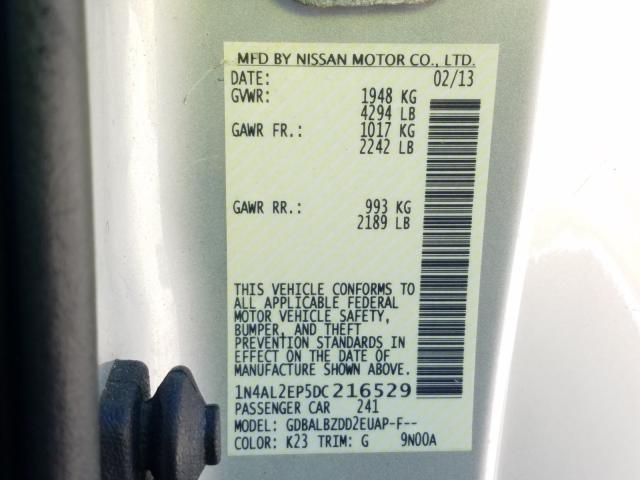 MFD BY NISSAN MOTOR CO., LTD.
DATE: 02/13
GVWR: 1948 KG
4294 LB
GAWR FR.: 1017 KG
2242 LB
GAWR RR.: 993 KG
2189 LB
THIS VEHICLE CONFORMS TO
ALL APPLICABLE FEDERAL
MOTOR VEHICLE SAFETY,
BUMPER, AND THEFT
PREVENTION STANDARDS IN
EFFECT ON THE DATE OF
MANUFACTURE SHOWN ABOVE.
1N4AL2EP5DC216529
PASSENGER CAR 241
MODEL: GDBALBZDD2EUAP-F--
COLOR: K23 TRIM: G 9N00A